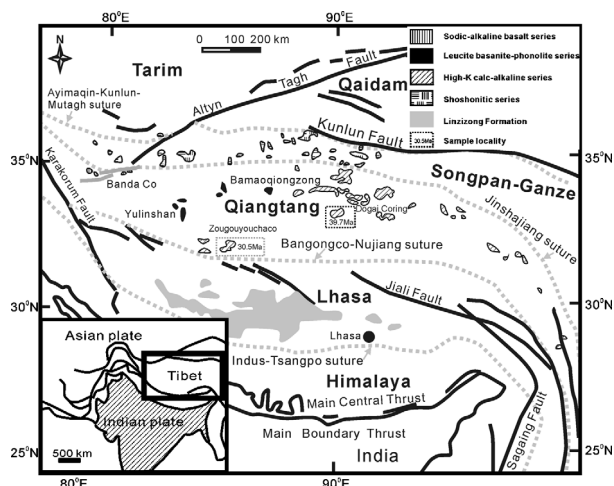 80°E
90°E
Sodic-alkaline basalt series
Leucite basanite-phonolite series
High-K calc-alkaline series
Shoshonitic series
Linzizong Formation
30.5Ma
Sample locality
N
0
100 200 km
Tarim
Altyn Tagh Fault
Qaidam
Ayimaqin-Kunlun-
Mutagh suture
Kunlun Fault
35°N
35°N
Songpan-Ganze
Karakorum Fault
Banda Co
Bamaoqiongzong
Yulinshan
Qiangtang
Dogai Coring
39.7Ma
Jinshajiang suture
Zougouyouchaco
30.5Ma
Bangongco-Nujiang suture
Lhasa
Jiali Fault
30°N
30°N
Lhasa
Indus-Tsangpo suture
Himalaya
Main Central Thrust
Main Boundary Thrust
India
Sagaing Fault
Asian plate
Tibet
Indian plate
500 km
25°N
25°N
80°E
90°E